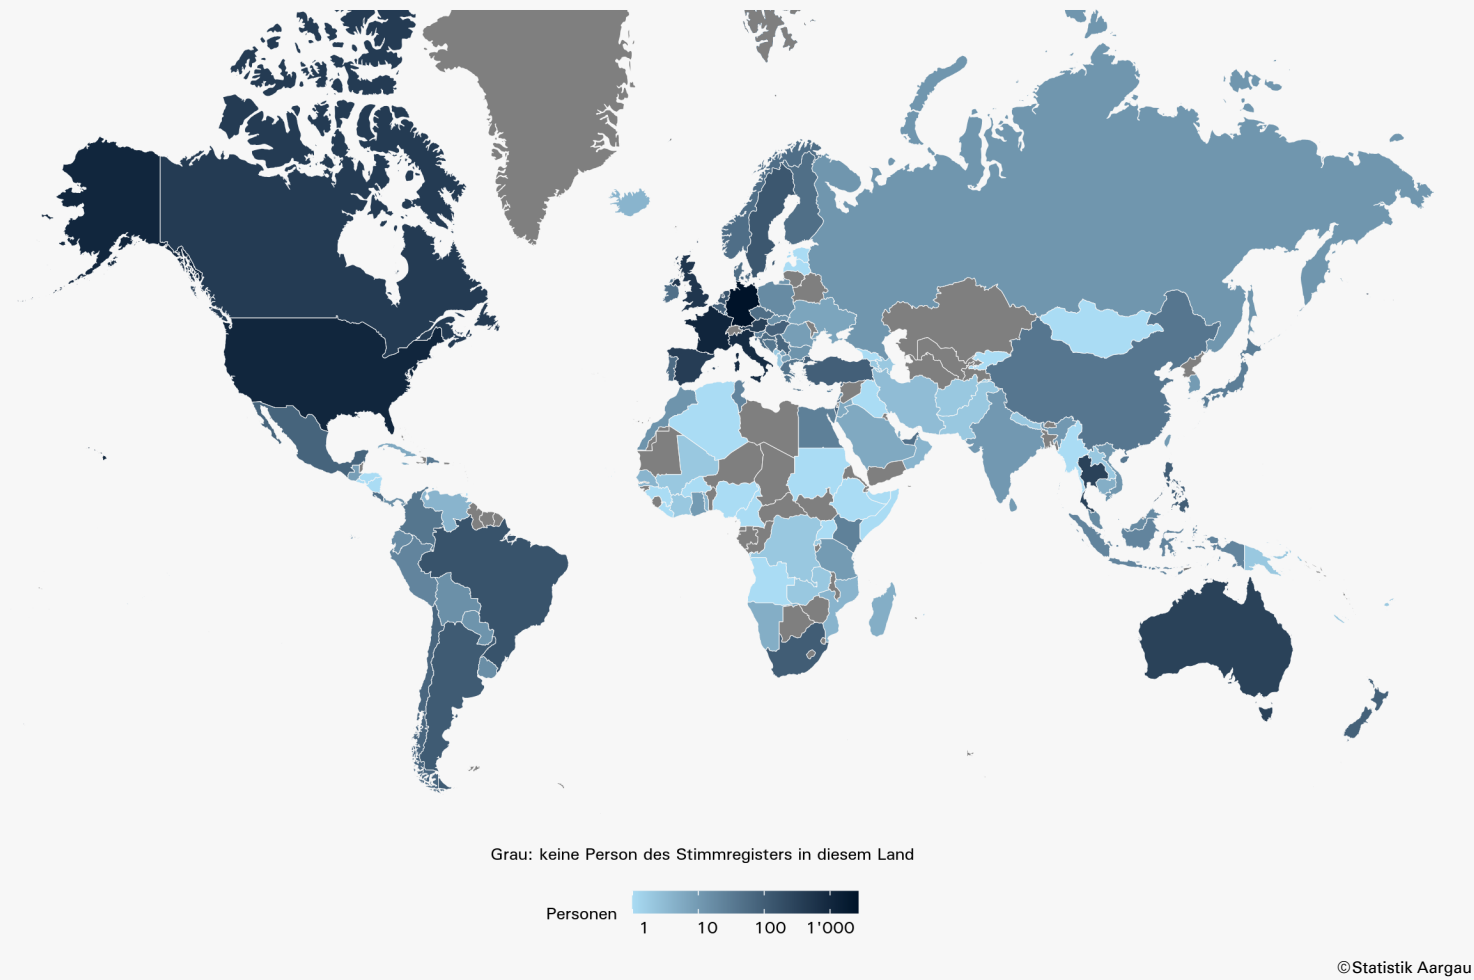 Grau: keine Person des Stimmregisters in diesem Land
Personen
1 10 100 1'000
©Statistik Aargau